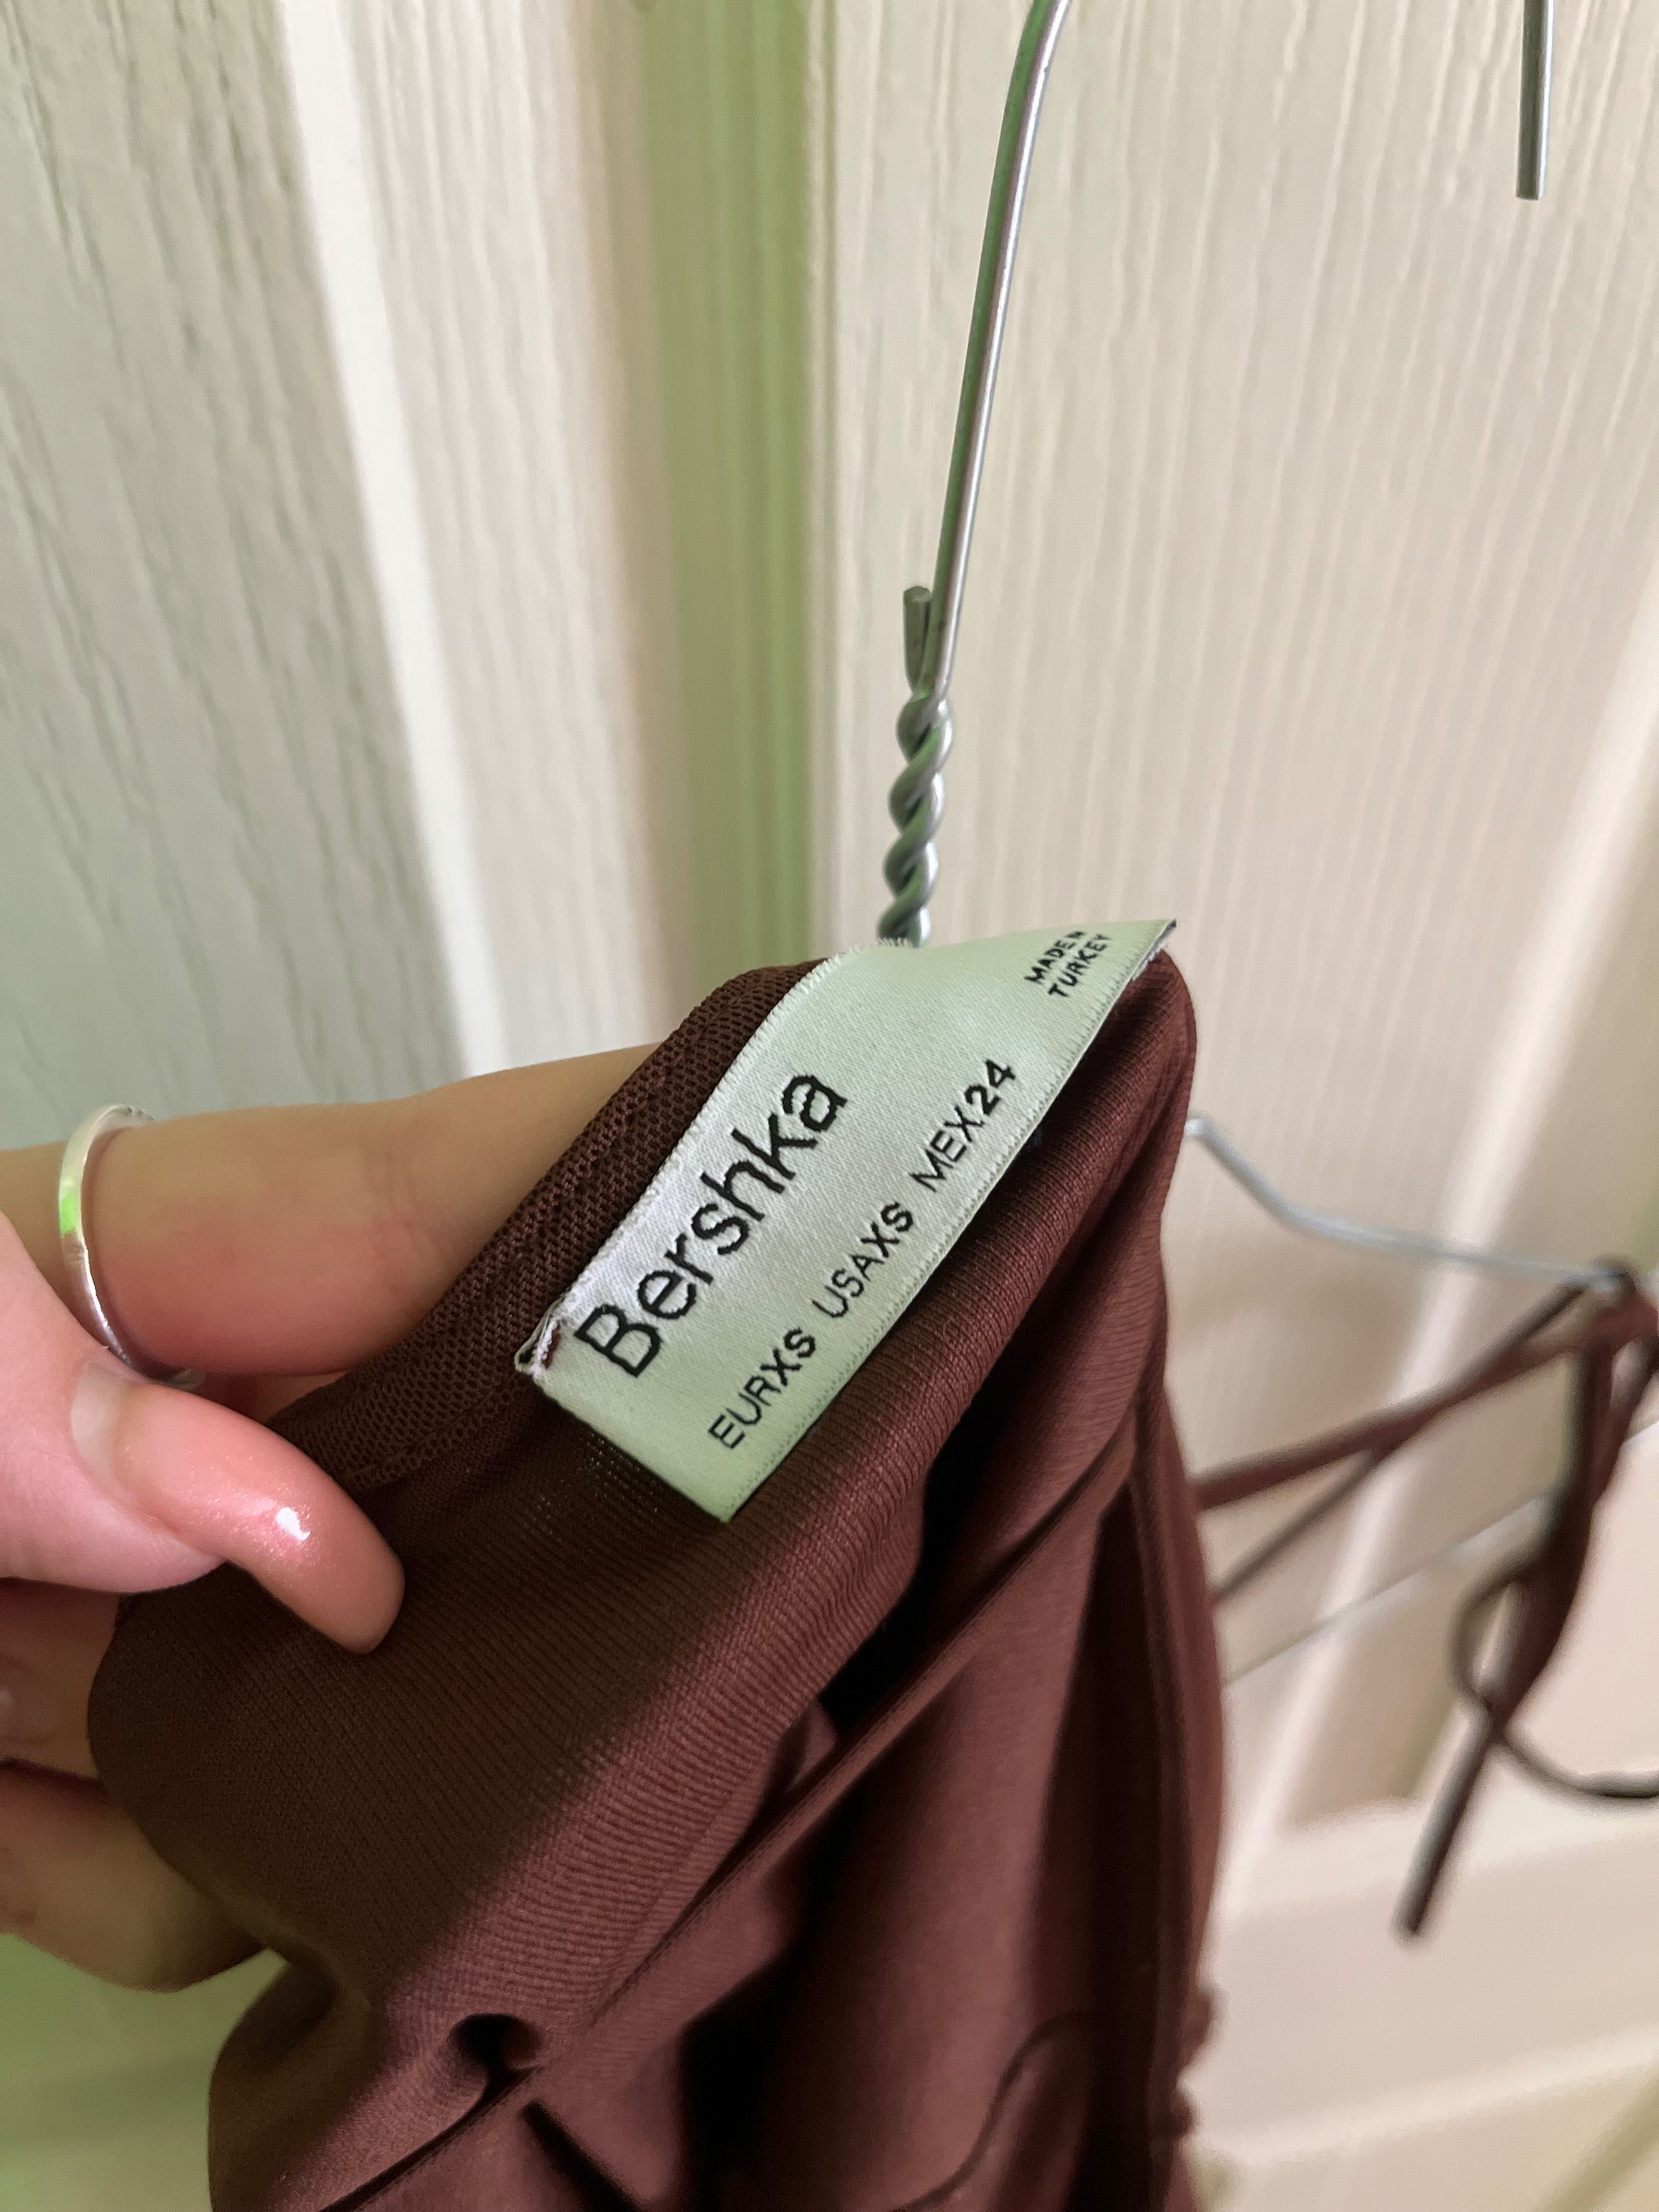 Bershka
EURXS USAXS MEX24
MADE IN
TURKEY